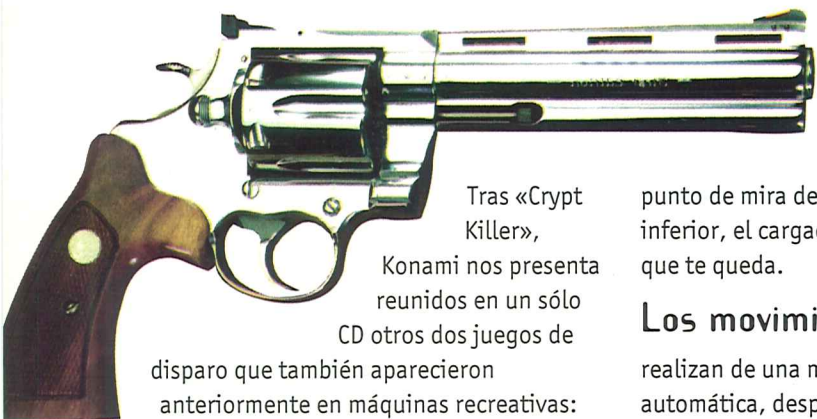 Tras «Crypt
Killer»,
Konami nos presenta
reunidos en un sólo
CD otros dos juegos de
disparo que también aparecieron
anteriormente en máquinas recreativas:
punto de mira de
inferior, el carga
que te queda.
Los movimi
realizan de una m
automática, desp